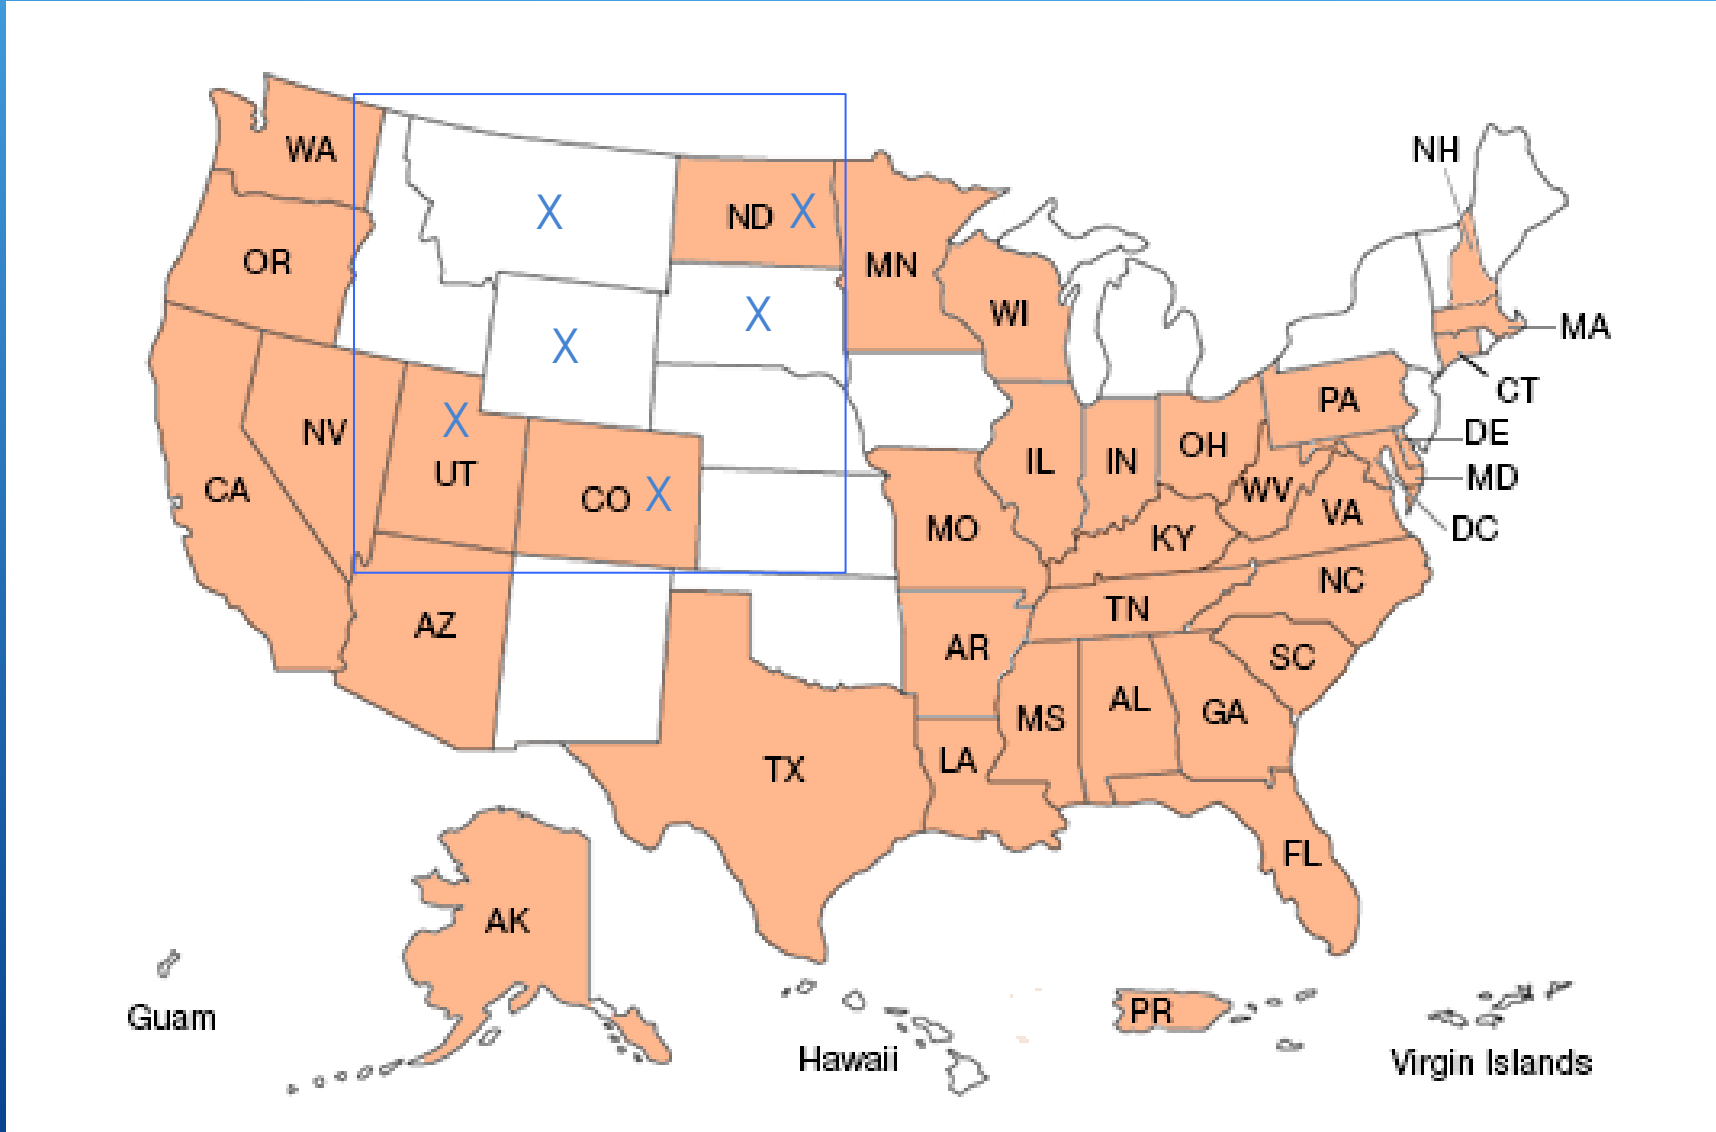 WA
NH
X
ND X
OR
MN
X
WI
MA
X
CT
PA
X
NV
DE
OH
UT
IL
IN
MD
CA
CO X
WV
VA
MO
DC
KY
NC
TN
AZ
AR
SC
AL
GA
MS
LA
TX
FL
AK
PR
Guam
Hawaii
Virgin Islands